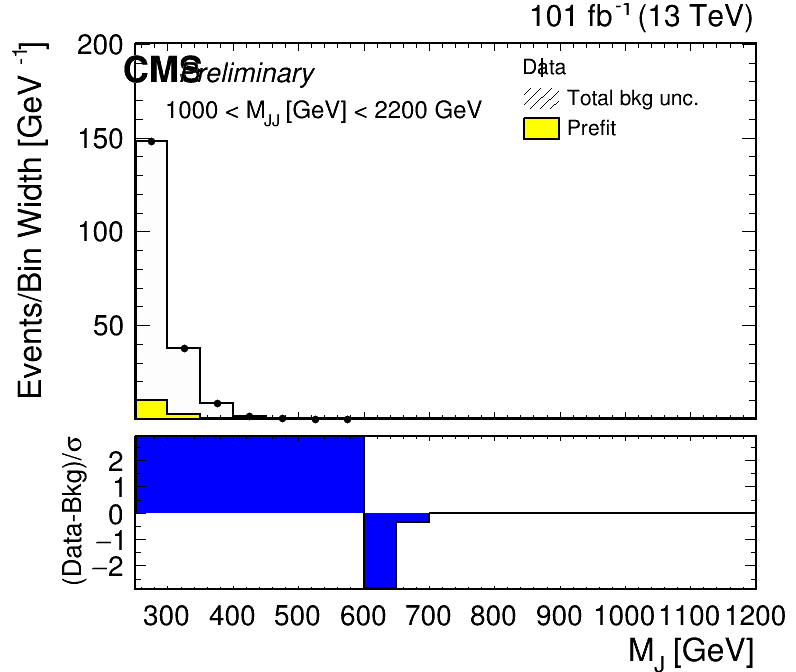 101 fb⁻¹ (13 TeV)
CMS Preliminary
1000 < M_JJ [GeV] < 2200 GeV
Data
Total bkg unc.
Prefit
Events/Bin Width [GeV⁻¹]
200
150
100
50
(Data-Bkg)/σ
2
1
0
−1
−2
300 400 500 600 700 800 900 1000 1100 1200
M_J [GeV]